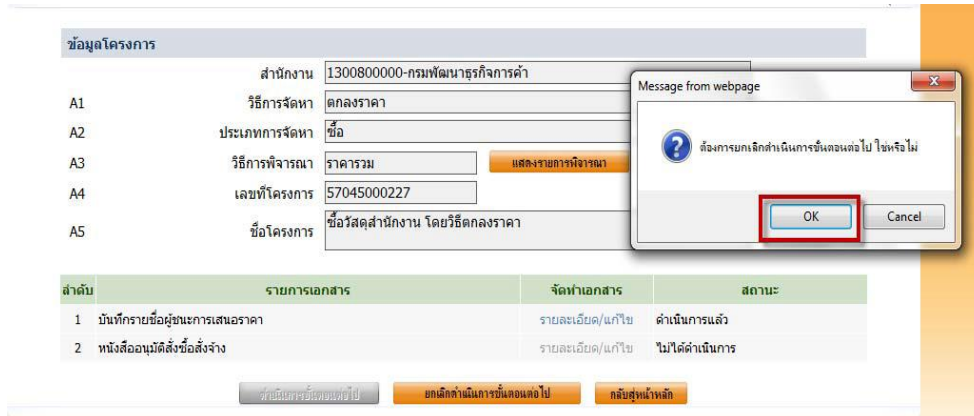 ข้อมูลโครงการ
สำนักงาน 1300800000-กรมพัฒนาธุรกิจการค้า
A1 วิธีการจัดหา ตกลงราคา
A2 ประเภทการจัดหา ซื้อ
A3 วิธีการพิจารณา ราคารวม แสดงรายการพิจารณา
A4 เลขที่โครงการ 57045000227
A5 ชื่อโครงการ ซื้อวัสดุสำนักงาน โดยวิธีตกลงราคา
Message from webpage
ต้องการยกเลิกดำเนินการขั้นตอนต่อไป ใช่หรือไม่
OK Cancel
ลำดับ รายการเอกสาร จัดทำเอกสาร สถานะ
1 บันทึกรายชื่อผู้ชนะการเสนอราคา รายละเอียด/แก้ไข ดำเนินการแล้ว
2 หนังสืออนุมัติสั่งซื้อสั่งจ้าง รายละเอียด/แก้ไข ไม่ได้ดำเนินการ
ดำเนินการขั้นตอนต่อไป ยกเลิกดำเนินการขั้นตอนต่อไป กลับสู่หน้าหลัก